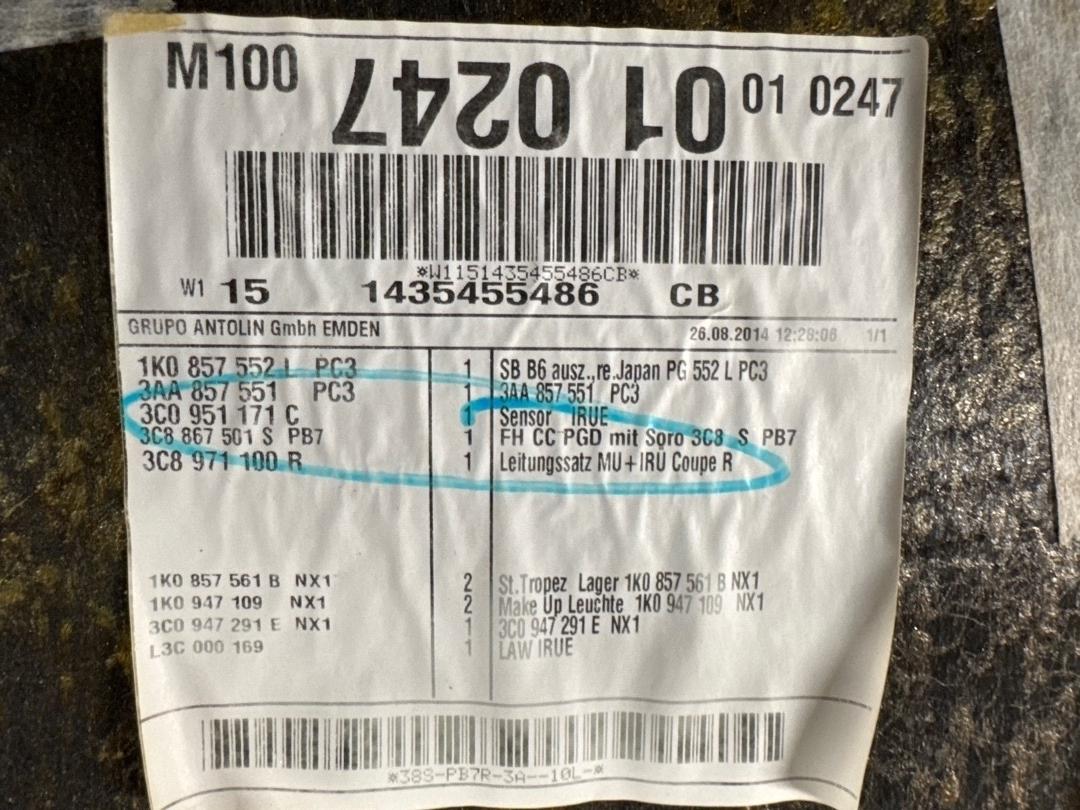 M100
01 0247
01 0247
*W1151435455486CB*
W1 15 1435455486 CB
GRUPO ANTOLIN Gmbh EMDEN 26.08.2014 12:28:06 1/1
1K0 857 552 L PC3 1 SB B6 ausz.,re.Japan PG 552 L PC3
3AA 857 551 PC3 1 3AA 857 551 PC3
3C0 951 171 C 1 Sensor IRUE
3C8 867 501 S PB7 1 FH CC PGD mit Soro 3C8 S PB7
3C8 971 100 R 1 Leitungssatz MU+IRU Coupe R
1K0 857 561 B NX1 2 St.Tropez Lager 1K0 857 561 B NX1
1K0 947 109 NX1 2 Make Up Leuchte 1K0 947 109 NX1
3C0 947 291 E NX1 1 3C0 947 291 E NX1
L3C 000 169 1 LAW IRUE
*38S-PB7R-3A--10L-*